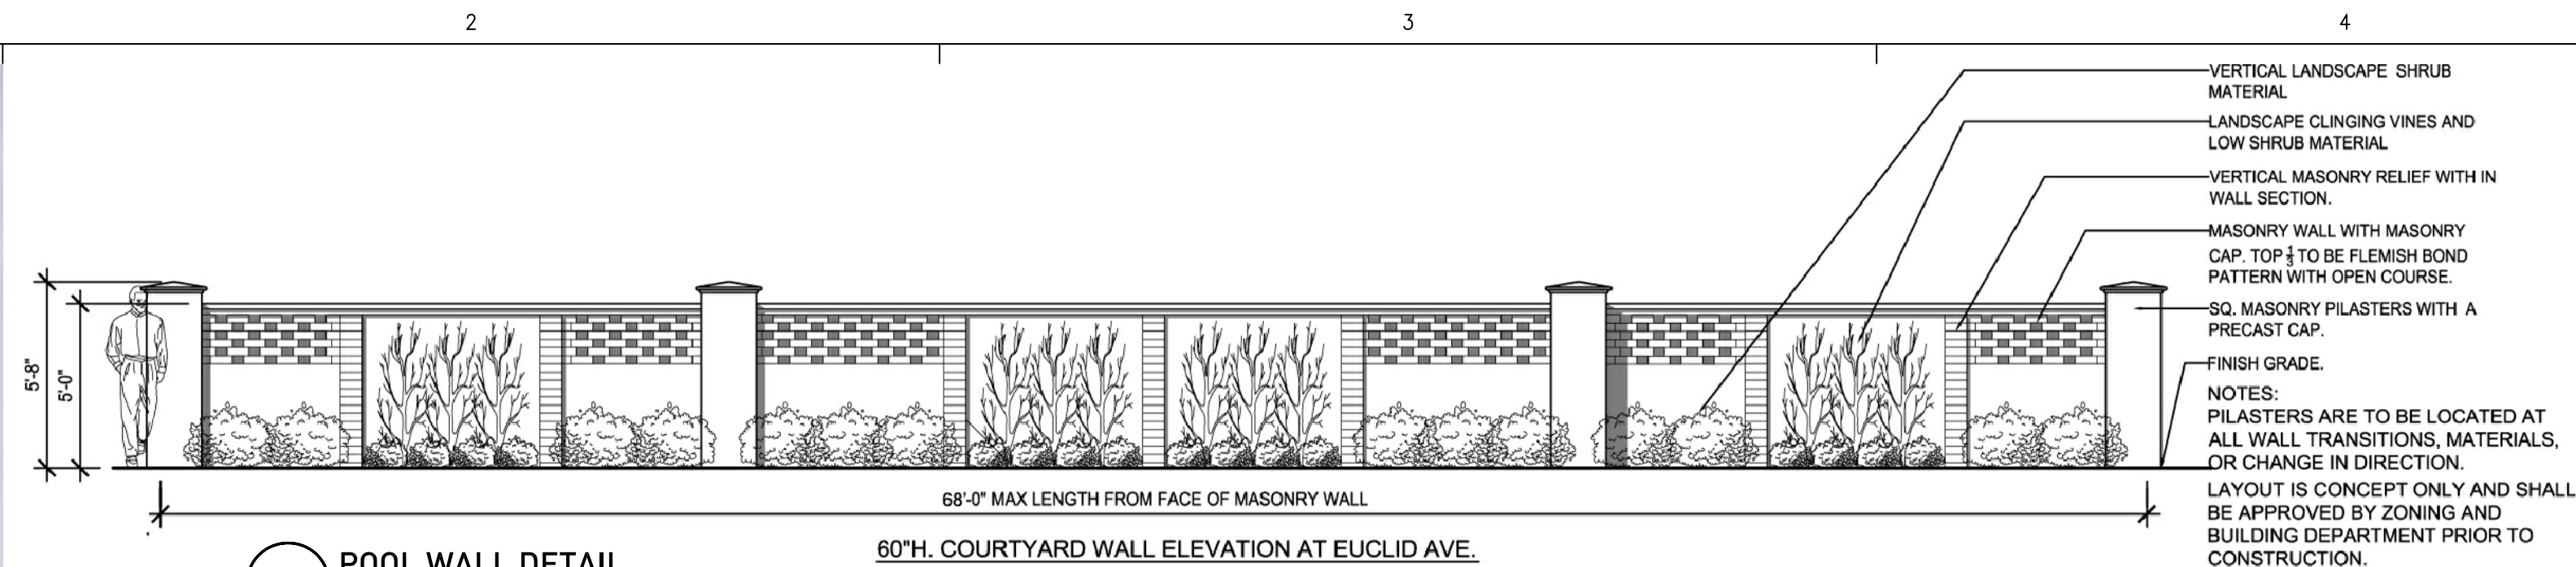 2
3
4
VERTICAL LANDSCAPE SHRUB
MATERIAL
LANDSCAPE CLINGING VINES AND
LOW SHRUB MATERIAL
VERTICAL MASONRY RELIEF WITH IN
WALL SECTION.
MASONRY WALL WITH MASONRY
CAP. TOP 1/3 TO BE FLEMISH BOND
PATTERN WITH OPEN COURSE.
SQ. MASONRY PILASTERS WITH A
PRECAST CAP.
FINISH GRADE.
NOTES:
PILASTERS ARE TO BE LOCATED AT
ALL WALL TRANSITIONS, MATERIALS,
OR CHANGE IN DIRECTION.
LAYOUT IS CONCEPT ONLY AND SHALL
BE APPROVED BY ZONING AND
BUILDING DEPARTMENT PRIOR TO
CONSTRUCTION.
5'-8"
5'-0"
68'-0" MAX LENGTH FROM FACE OF MASONRY WALL
60"H. COURTYARD WALL ELEVATION AT EUCLID AVE.
POOL WALL DETAIL